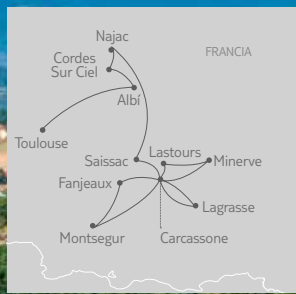 Najac
FRANCIA
Cordes
Sur Ciel
Albí
Toulouse
Saissac
Lastours
Minerve
Fanjeaux
Lagrasse
Montsegur
Carcassone